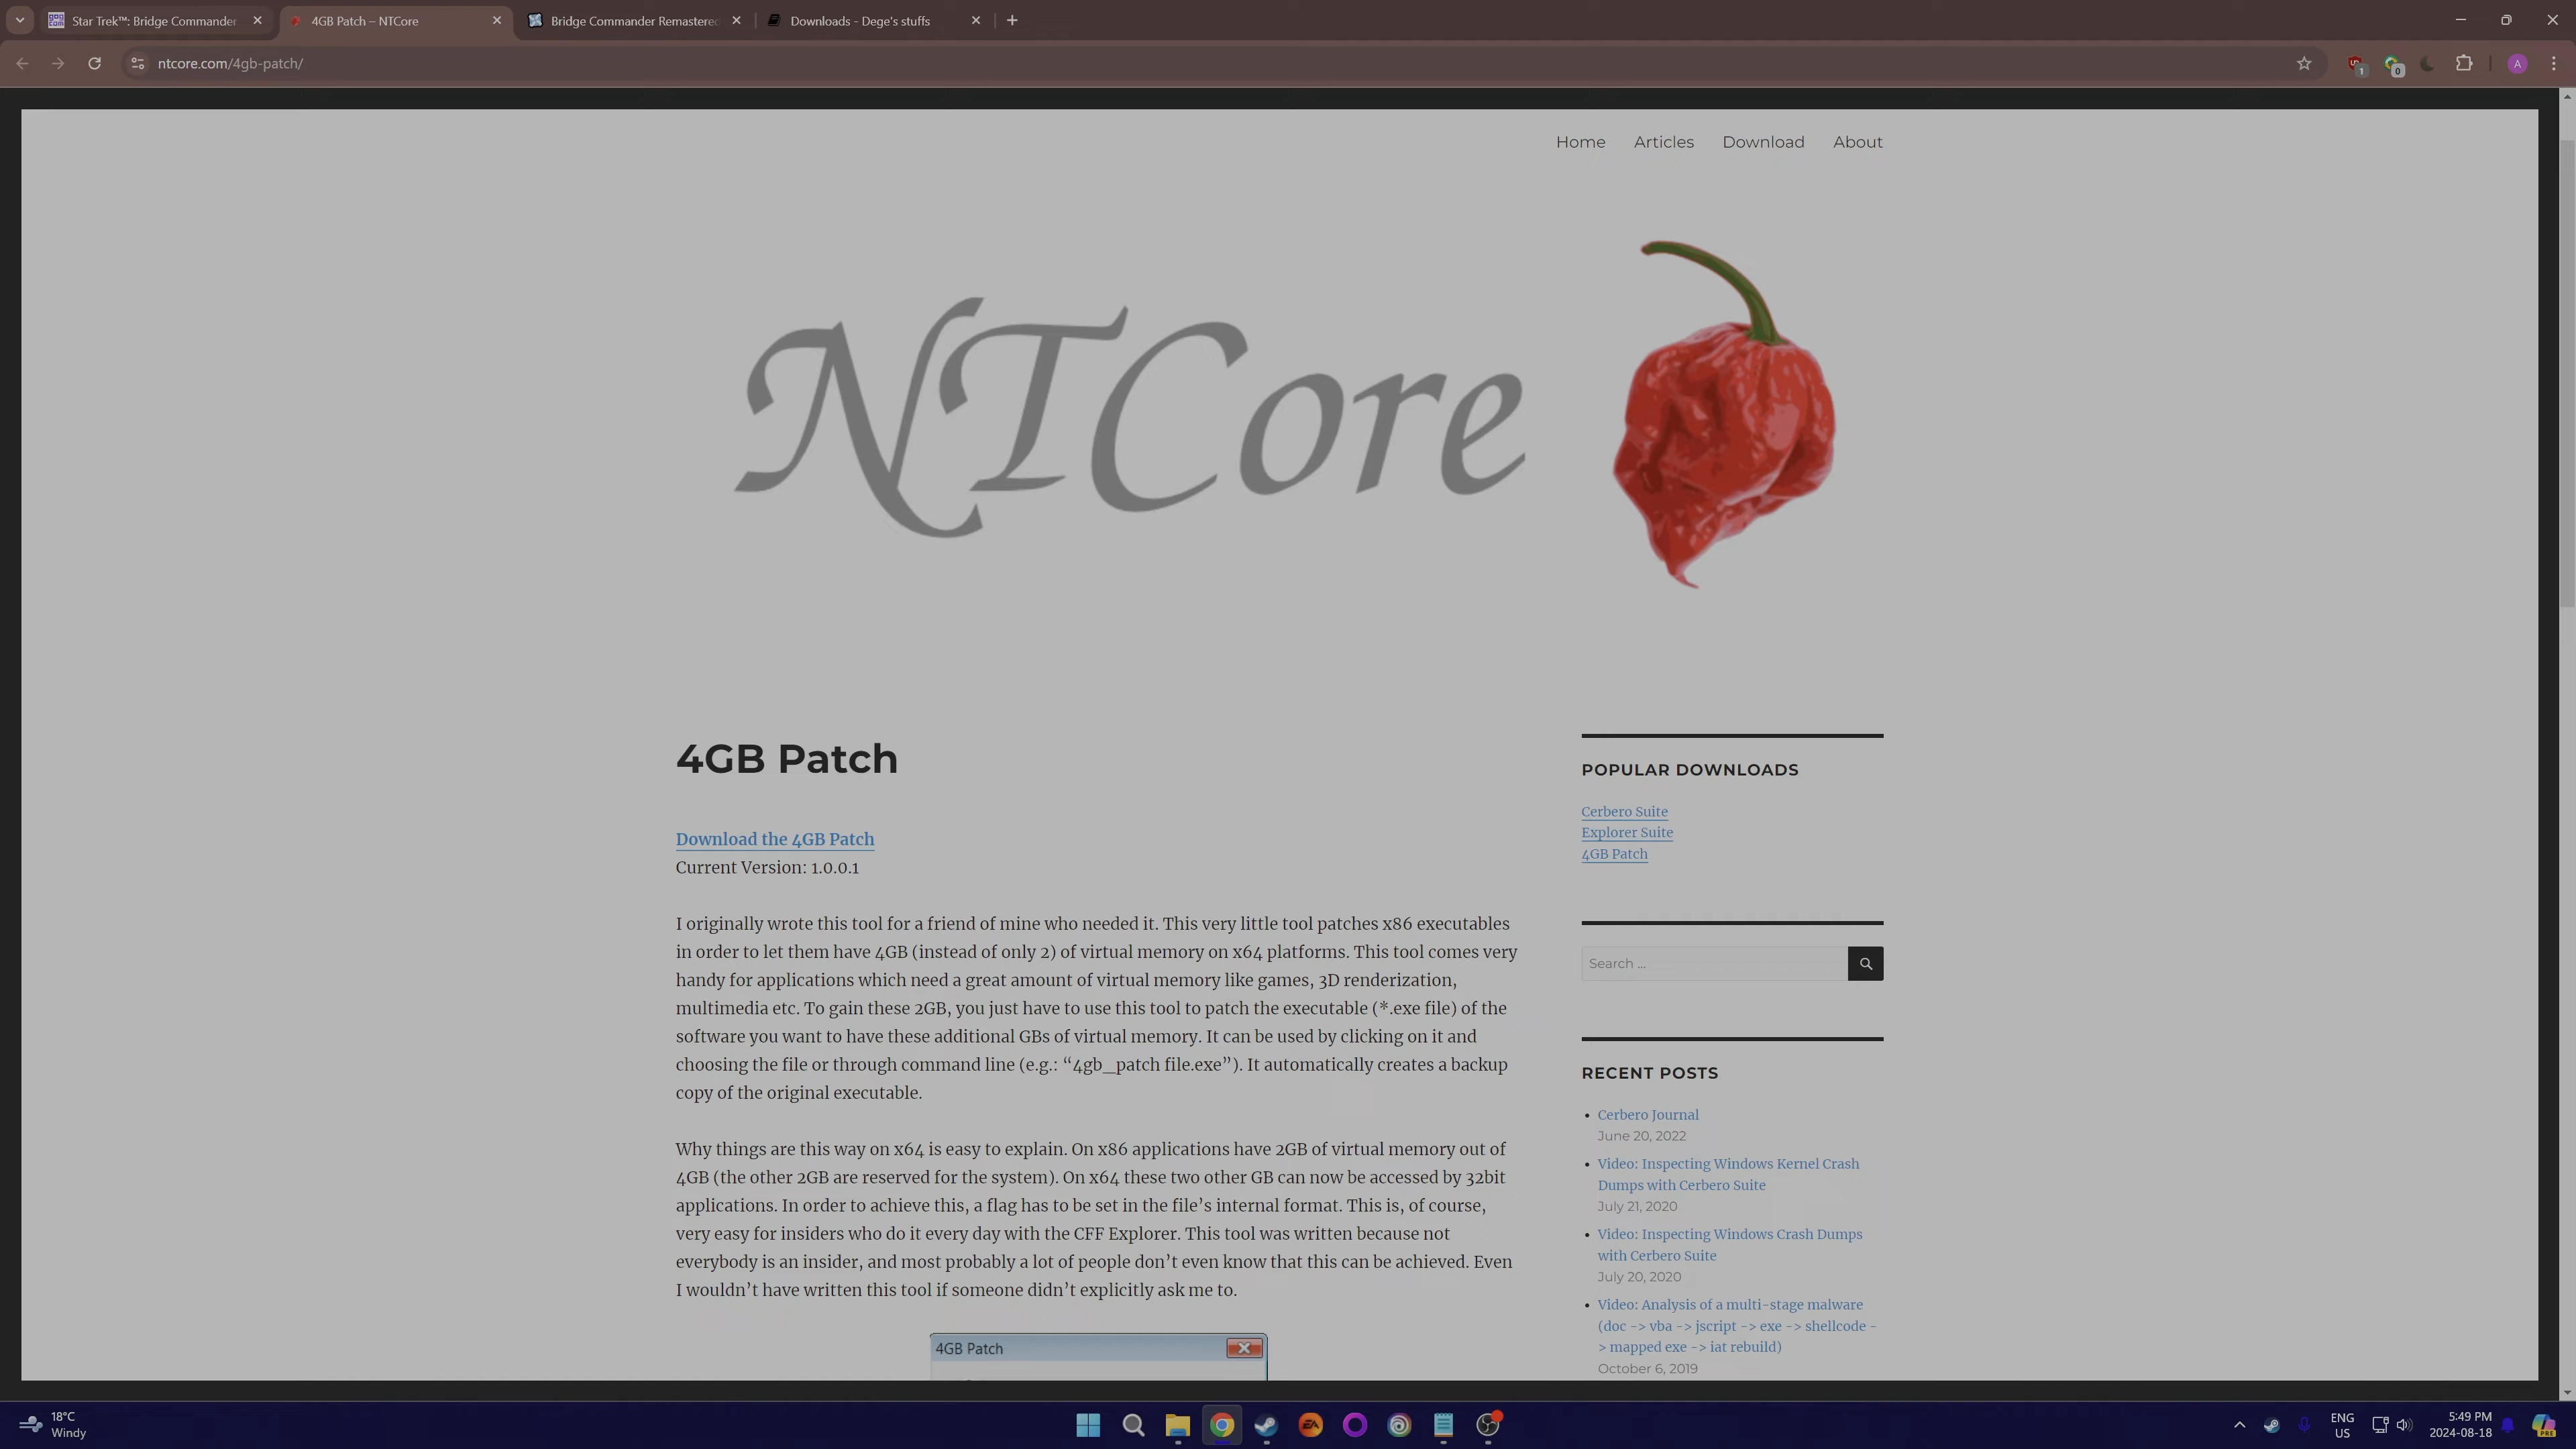 Star Trek™: Bridge Commander
4GB Patch – NTCore
Bridge Commander Remastered
Downloads - Dege's stuffs
ntcore.com/4gb-patch/
1
0
A
Home
Articles
Download
About
NTCore
4GB Patch
Download the 4GB Patch
Current Version: 1.0.0.1
I originally wrote this tool for a friend of mine who needed it. This very little tool patches x86 executables
in order to let them have 4GB (instead of only 2) of virtual memory on x64 platforms. This tool comes very
handy for applications which need a great amount of virtual memory like games, 3D renderization,
multimedia etc. To gain these 2GB, you just have to use this tool to patch the executable (*.exe file) of the
software you want to have these additional GBs of virtual memory. It can be used by clicking on it and
choosing the file or through command line (e.g.: “4gb_patch file.exe”). It automatically creates a backup
copy of the original executable.
Why things are this way on x64 is easy to explain. On x86 applications have 2GB of virtual memory out of
4GB (the other 2GB are reserved for the system). On x64 these two other GB can now be accessed by 32bit
applications. In order to achieve this, a flag has to be set in the file’s internal format. This is, of course,
very easy for insiders who do it every day with the CFF Explorer. This tool was written because not
everybody is an insider, and most probably a lot of people don’t even know that this can be achieved. Even
I wouldn’t have written this tool if someone didn’t explicitly ask me to.
4GB Patch
POPULAR DOWNLOADS
Cerbero Suite
Explorer Suite
4GB Patch
Search ...
RECENT POSTS
Cerbero Journal
June 20, 2022
Video: Inspecting Windows Kernel Crash
Dumps with Cerbero Suite
July 21, 2020
Video: Inspecting Windows Crash Dumps
with Cerbero Suite
July 20, 2020
Video: Analysis of a multi-stage malware
(doc -> vba -> jscript -> exe -> shellcode -
> mapped exe -> iat rebuild)
October 6, 2019
18°C
Windy
EA
ENG
US
5:49 PM
2024-08-18
PRE